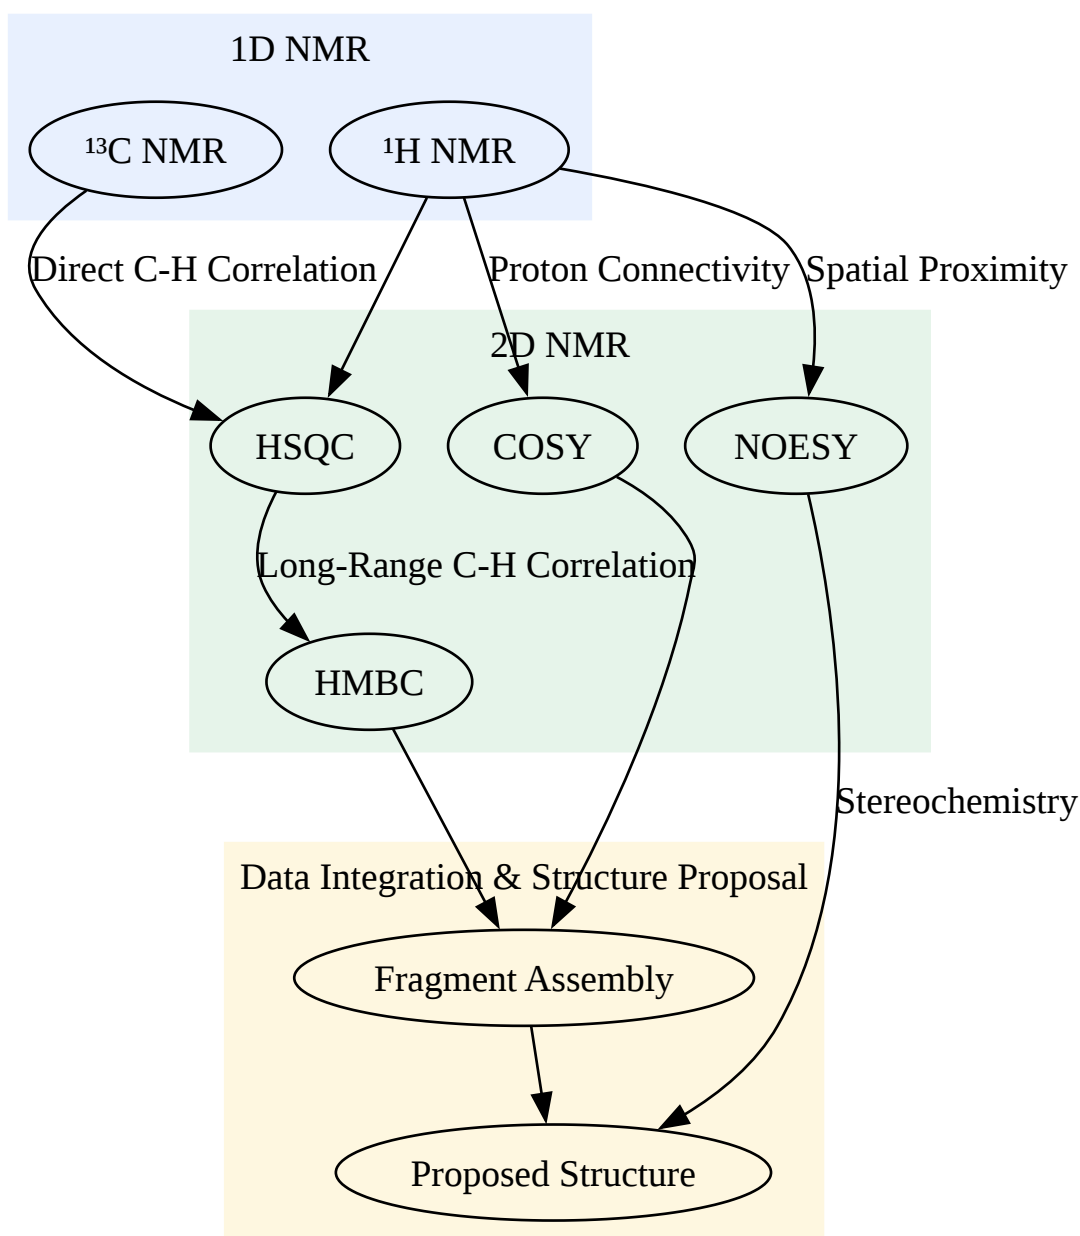 1D NMR
¹³C NMR
¹H NMR
Direct C-H Correlation
Proton Connectivity
Spatial Proximity
2D NMR
HSQC
COSY
NOESY
Long-Range C-H Correlation
HMBC
Stereochemistry
Data Integration & Structure Proposal
Fragment Assembly
Proposed Structure